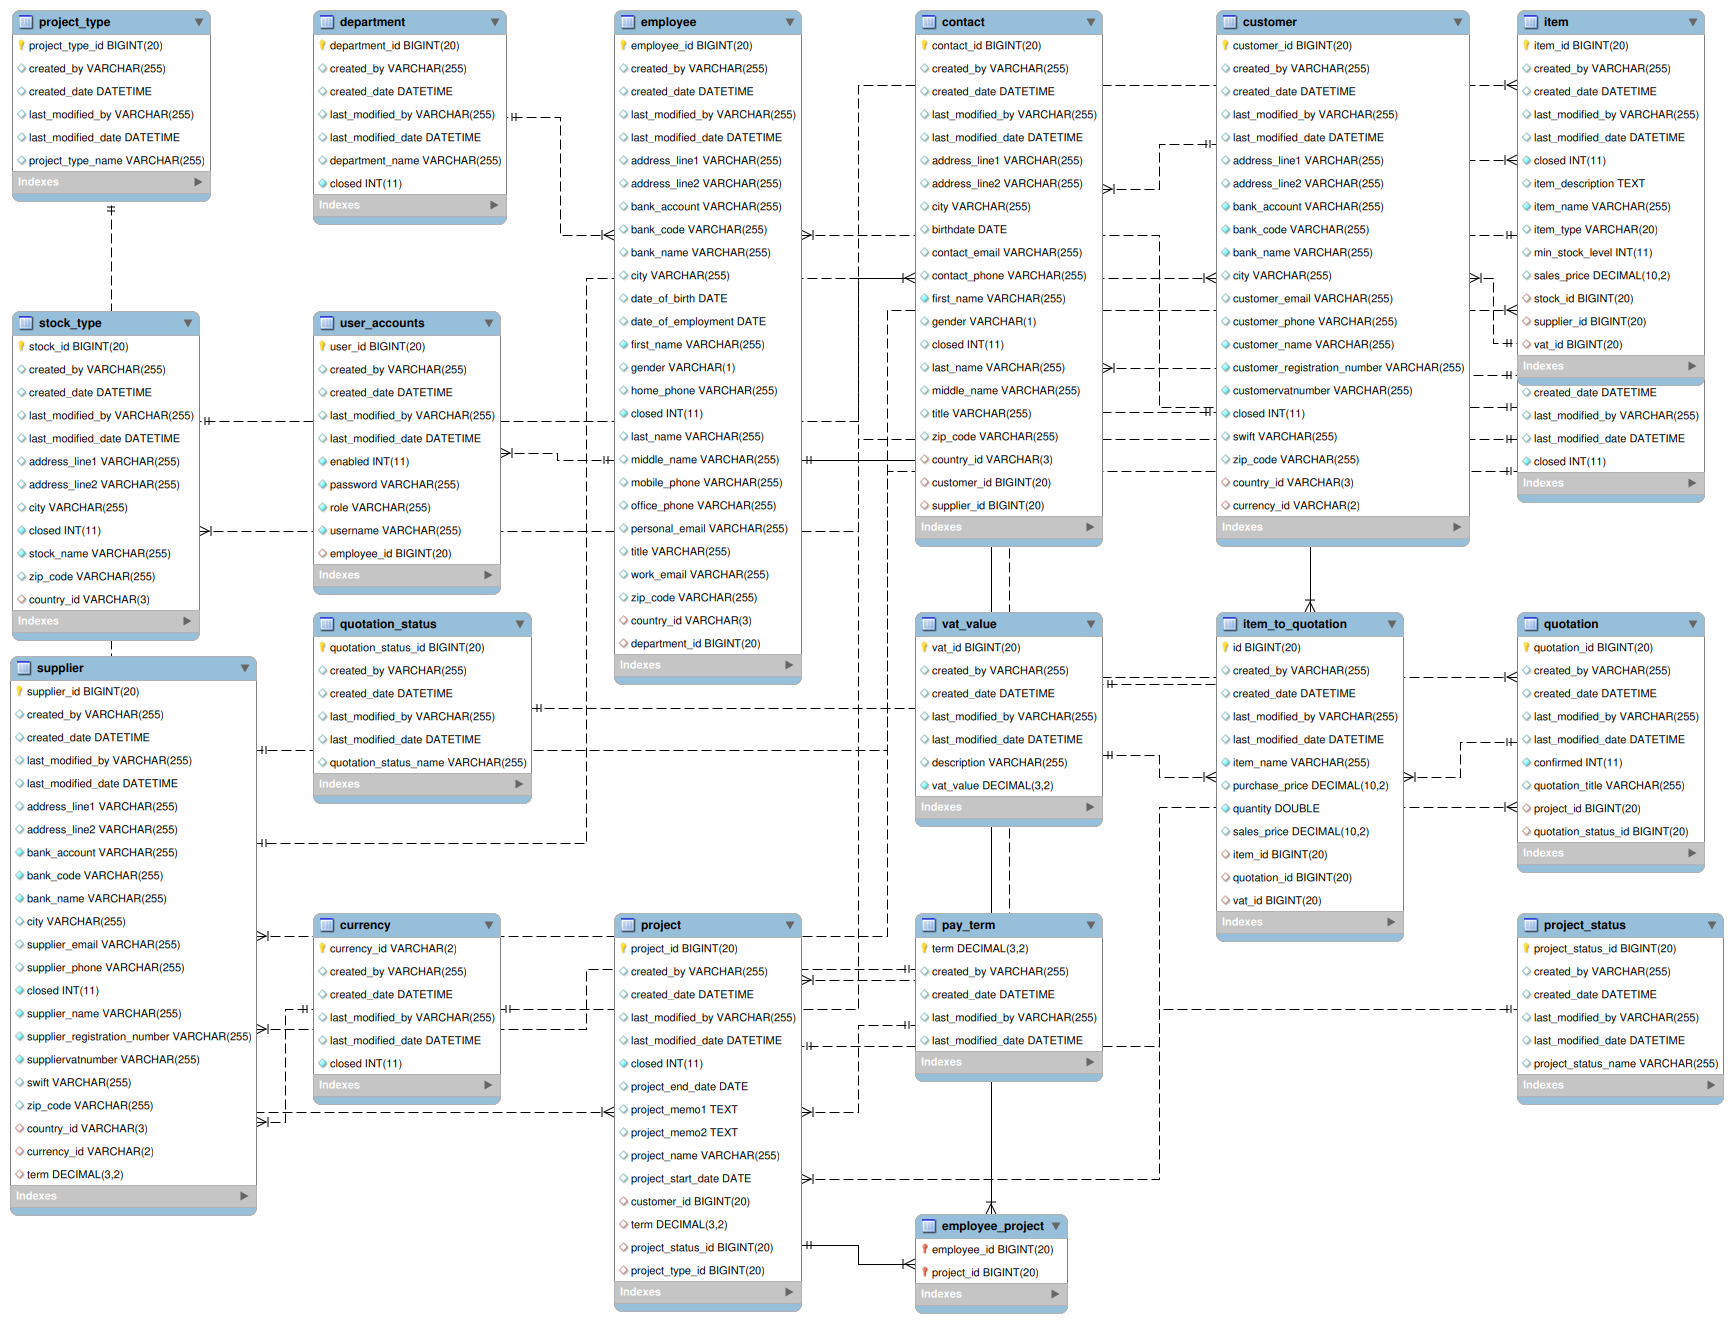 project_type
project_type_id BIGINT(20)
created_by VARCHAR(255)
created_date DATETIME
last_modified_by VARCHAR(255)
last_modified_date DATETIME
project_type_name VARCHAR(255)
Indexes
department
department_id BIGINT(20)
created_by VARCHAR(255)
created_date DATETIME
last_modified_by VARCHAR(255)
last_modified_date DATETIME
department_name VARCHAR(255)
closed INT(11)
Indexes
employee
employee_id BIGINT(20)
created_by VARCHAR(255)
created_date DATETIME
last_modified_by VARCHAR(255)
last_modified_date DATETIME
address_line1 VARCHAR(255)
address_line2 VARCHAR(255)
bank_account VARCHAR(255)
bank_code VARCHAR(255)
bank_name VARCHAR(255)
city VARCHAR(255)
date_of_birth DATE
date_of_employment DATE
first_name VARCHAR(255)
gender VARCHAR(1)
home_phone VARCHAR(255)
closed INT(11)
last_name VARCHAR(255)
middle_name VARCHAR(255)
mobile_phone VARCHAR(255)
office_phone VARCHAR(255)
personal_email VARCHAR(255)
title VARCHAR(255)
work_email VARCHAR(255)
zip_code VARCHAR(255)
country_id VARCHAR(3)
department_id BIGINT(20)
Indexes
contact
contact_id BIGINT(20)
created_by VARCHAR(255)
created_date DATETIME
last_modified_by VARCHAR(255)
last_modified_date DATETIME
address_line1 VARCHAR(255)
address_line2 VARCHAR(255)
city VARCHAR(255)
birthdate DATE
contact_email VARCHAR(255)
contact_phone VARCHAR(255)
first_name VARCHAR(255)
gender VARCHAR(1)
closed INT(11)
last_name VARCHAR(255)
middle_name VARCHAR(255)
title VARCHAR(255)
zip_code VARCHAR(255)
country_id VARCHAR(3)
customer_id BIGINT(20)
supplier_id BIGINT(20)
Indexes
customer
customer_id BIGINT(20)
created_by VARCHAR(255)
created_date DATETIME
last_modified_by VARCHAR(255)
last_modified_date DATETIME
address_line1 VARCHAR(255)
address_line2 VARCHAR(255)
bank_account VARCHAR(255)
bank_code VARCHAR(255)
bank_name VARCHAR(255)
city VARCHAR(255)
customer_email VARCHAR(255)
customer_phone VARCHAR(255)
customer_name VARCHAR(255)
customer_registration_number VARCHAR(255)
customervatnumber VARCHAR(255)
closed INT(11)
swift VARCHAR(255)
zip_code VARCHAR(255)
country_id VARCHAR(3)
currency_id VARCHAR(2)
Indexes
item
item_id BIGINT(20)
created_by VARCHAR(255)
created_date DATETIME
last_modified_by VARCHAR(255)
last_modified_date DATETIME
closed INT(11)
item_description TEXT
item_name VARCHAR(255)
item_type VARCHAR(20)
min_stock_level INT(11)
sales_price DECIMAL(10,2)
stock_id BIGINT(20)
supplier_id BIGINT(20)
vat_id BIGINT(20)
Indexes
created_date DATETIME
last_modified_by VARCHAR(255)
last_modified_date DATETIME
closed INT(11)
Indexes
stock_type
stock_id BIGINT(20)
created_by VARCHAR(255)
created_date DATETIME
last_modified_by VARCHAR(255)
last_modified_date DATETIME
address_line1 VARCHAR(255)
address_line2 VARCHAR(255)
city VARCHAR(255)
closed INT(11)
stock_name VARCHAR(255)
zip_code VARCHAR(255)
country_id VARCHAR(3)
Indexes
user_accounts
user_id BIGINT(20)
created_by VARCHAR(255)
created_date DATETIME
last_modified_by VARCHAR(255)
last_modified_date DATETIME
enabled INT(11)
password VARCHAR(255)
role VARCHAR(255)
username VARCHAR(255)
employee_id BIGINT(20)
Indexes
quotation_status
quotation_status_id BIGINT(20)
created_by VARCHAR(255)
created_date DATETIME
last_modified_by VARCHAR(255)
last_modified_date DATETIME
quotation_status_name VARCHAR(255)
Indexes
vat_value
vat_id BIGINT(20)
created_by VARCHAR(255)
created_date DATETIME
last_modified_by VARCHAR(255)
last_modified_date DATETIME
description VARCHAR(255)
vat_value DECIMAL(3,2)
Indexes
item_to_quotation
id BIGINT(20)
created_by VARCHAR(255)
created_date DATETIME
last_modified_by VARCHAR(255)
last_modified_date DATETIME
item_name VARCHAR(255)
purchase_price DECIMAL(10,2)
quantity DOUBLE
sales_price DECIMAL(10,2)
item_id BIGINT(20)
quotation_id BIGINT(20)
vat_id BIGINT(20)
Indexes
quotation
quotation_id BIGINT(20)
created_by VARCHAR(255)
created_date DATETIME
last_modified_by VARCHAR(255)
last_modified_date DATETIME
confirmed INT(11)
quotation_title VARCHAR(255)
project_id BIGINT(20)
quotation_status_id BIGINT(20)
Indexes
supplier
supplier_id BIGINT(20)
created_by VARCHAR(255)
created_date DATETIME
last_modified_by VARCHAR(255)
last_modified_date DATETIME
address_line1 VARCHAR(255)
address_line2 VARCHAR(255)
bank_account VARCHAR(255)
bank_code VARCHAR(255)
bank_name VARCHAR(255)
city VARCHAR(255)
supplier_email VARCHAR(255)
supplier_phone VARCHAR(255)
closed INT(11)
supplier_name VARCHAR(255)
supplier_registration_number VARCHAR(255)
suppliervatnumber VARCHAR(255)
swift VARCHAR(255)
zip_code VARCHAR(255)
country_id VARCHAR(3)
currency_id VARCHAR(2)
term DECIMAL(3,2)
Indexes
currency
currency_id VARCHAR(2)
created_by VARCHAR(255)
created_date DATETIME
last_modified_by VARCHAR(255)
last_modified_date DATETIME
closed INT(11)
Indexes
project
project_id BIGINT(20)
created_by VARCHAR(255)
created_date DATETIME
last_modified_by VARCHAR(255)
last_modified_date DATETIME
closed INT(11)
project_end_date DATE
project_memo1 TEXT
project_memo2 TEXT
project_name VARCHAR(255)
project_start_date DATE
customer_id BIGINT(20)
term DECIMAL(3,2)
project_status_id BIGINT(20)
project_type_id BIGINT(20)
Indexes
pay_term
term DECIMAL(3,2)
created_by VARCHAR(255)
created_date DATETIME
last_modified_by VARCHAR(255)
last_modified_date DATETIME
Indexes
project_status
project_status_id BIGINT(20)
created_by VARCHAR(255)
created_date DATETIME
last_modified_by VARCHAR(255)
last_modified_date DATETIME
project_status_name VARCHAR(255)
Indexes
employee_project
employee_id BIGINT(20)
project_id BIGINT(20)
Indexes